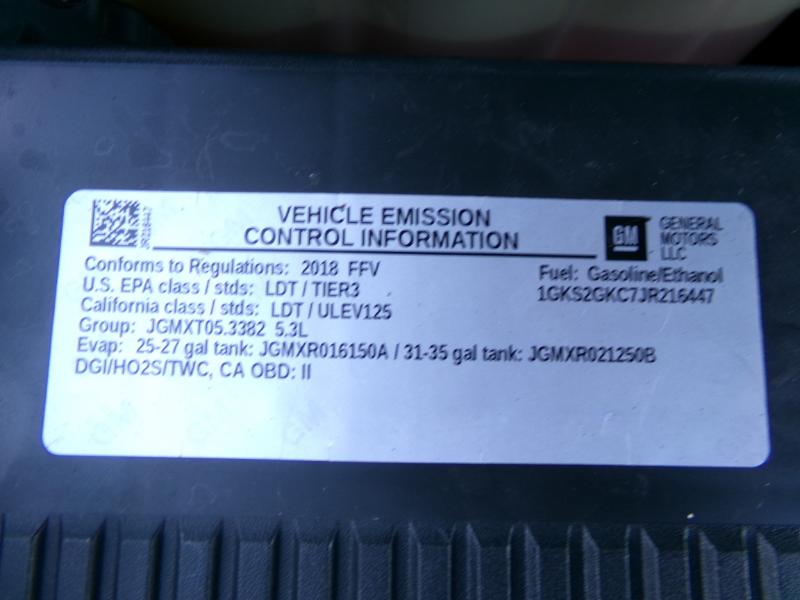 VEHICLE EMISSION
CONTROL INFORMATION
GM
GENERAL
MOTORS
LLC
JR216447
Conforms to Regulations: 2018 FFV
Fuel: Gasoline/Ethanol
U.S. EPA class / stds: LDT / TIER3
1GKS2GKC7JR216447
California class / stds: LDT / ULEV125
Group: JGMXT05.3382 5.3L
Evap: 25-27 gal tank: JGMXR016150A / 31-35 gal tank: JGMXR021250B
DGI/HO2S/TWC, CA OBD: II